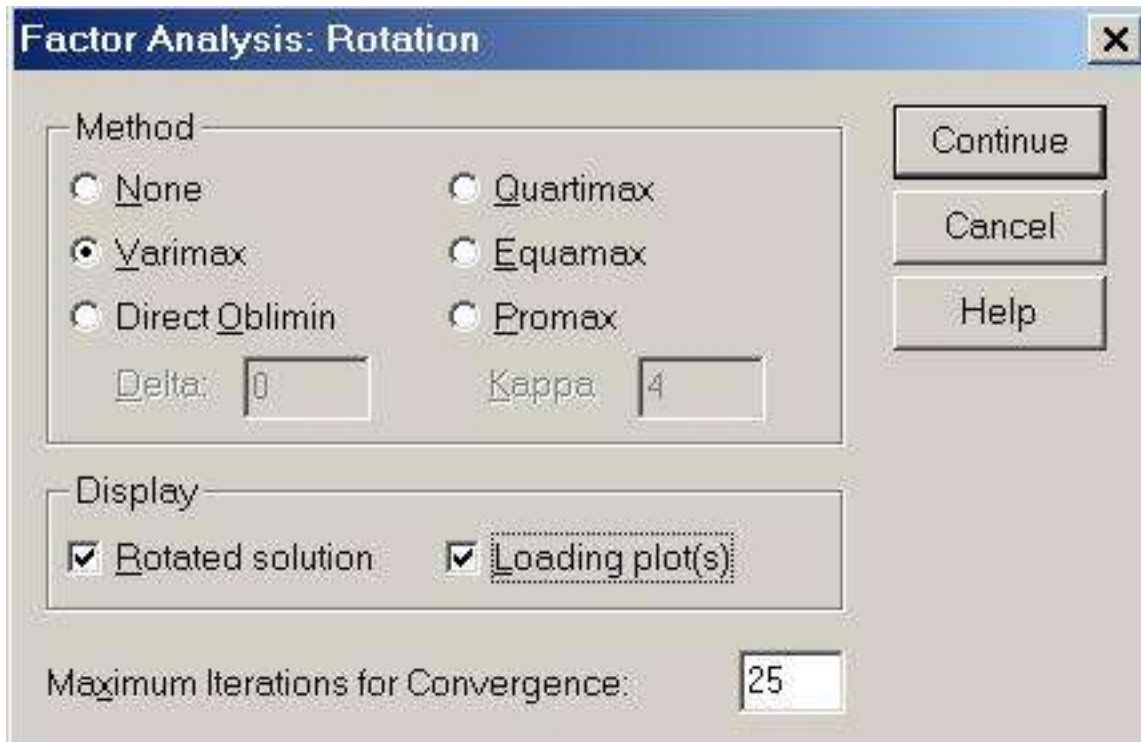 Factor Analysis: Rotation
Method
None Quartimax
Varimax Equamax
Direct Oblimin Promax
Delta: 0 Kappa 4
Display
Rotated solution Loading plot(s)
Maximum Iterations for Convergence: 25
Continue
Cancel
Help